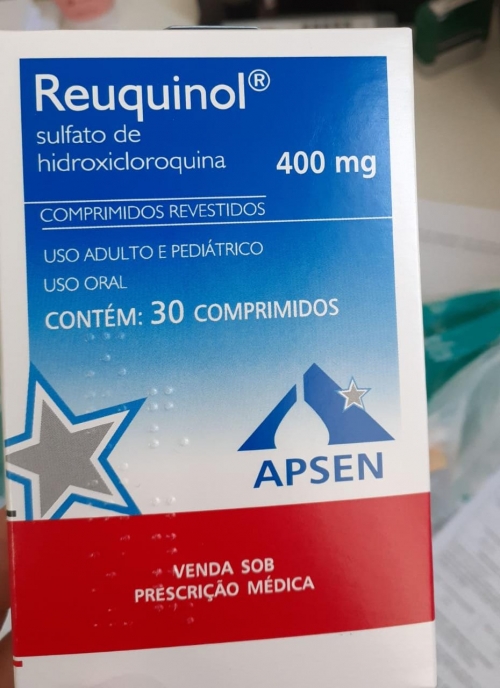 Reuquinol®
sulfato de
hidroxicloroquina 400 mg
COMPRIMIDOS REVESTIDOS
USO ADULTO E PEDIÁTRICO
USO ORAL
CONTÉM: 30 COMPRIMIDOS
APSEN
VENDA SOB
PRESCRIÇÃO MÉDICA